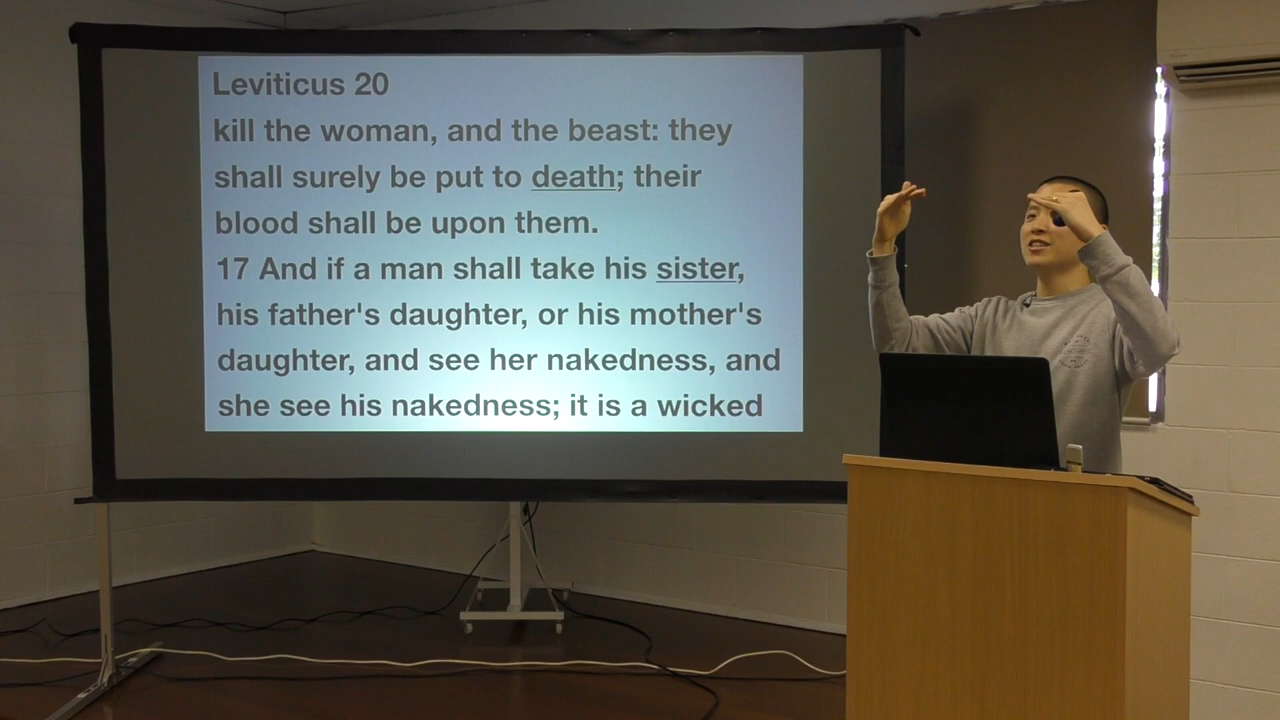 Leviticus 20
kill the woman, and the beast: they
shall surely be put to death; their
blood shall be upon them.
17 And if a man shall take his sister,
his father's daughter, or his mother's
daughter, and see her nakedness, and
she see his nakedness; it is a wicked